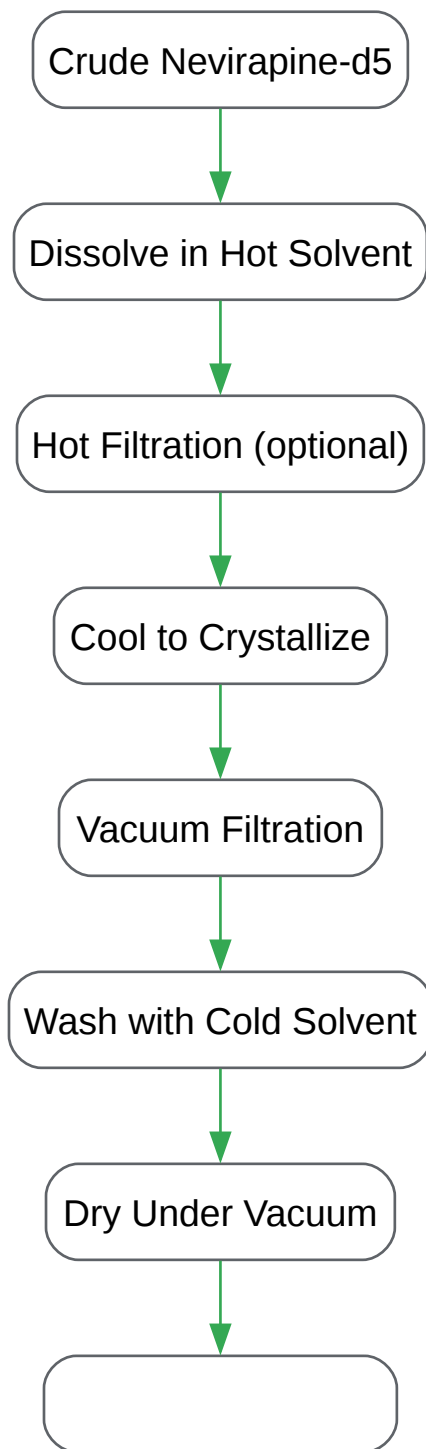 Crude Nevirapine-d5
Dissolve in Hot Solvent
Hot Filtration (optional)
Cool to Crystallize
Vacuum Filtration
Wash with Cold Solvent
Dry Under Vacuum